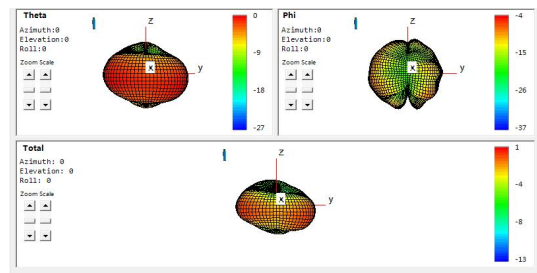 Theta
Azimuth:0
Elevation:0
Roll:0
Zoom Scale
z
x
y
0
-9
-18
-27
Phi
Azimuth:0
Elevation:0
Roll:0
Zoom Scale
z
x
y
-4
-15
-26
-37
Total
Azimuth: 0
Elevation: 0
Roll: 0
Zoom Scale
z
x
y
1
-4
-8
-13